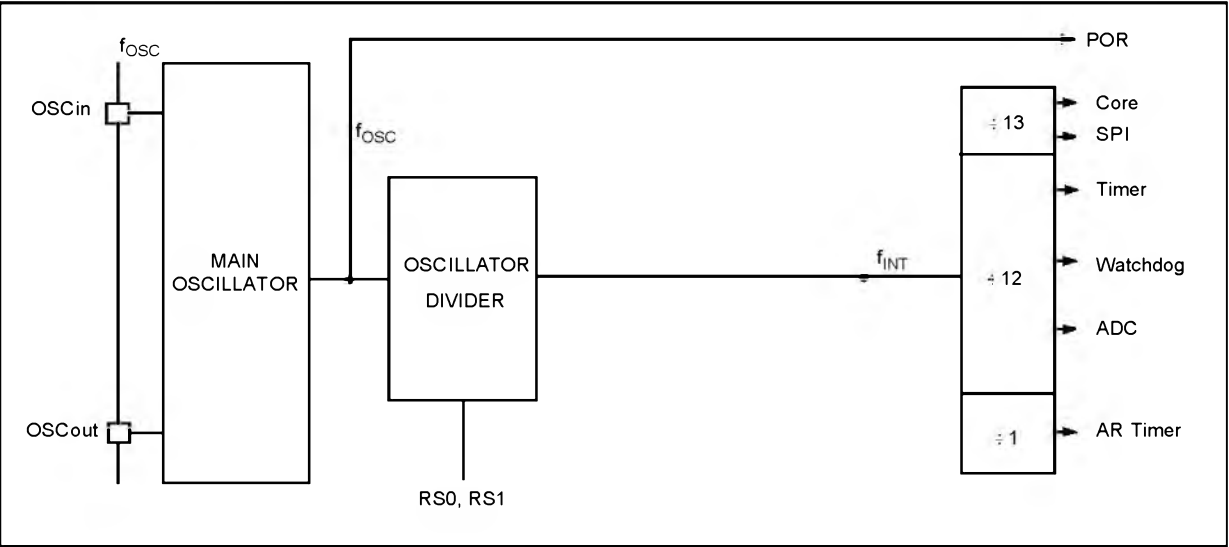 fOSC
OSCin
MAIN
OSCILLATOR
OSCout
fOSC
OSCILLATOR
DIVIDER
RS0, RS1
fINT
÷ 13
÷ 12
÷ 1
POR
Core
SPI
Timer
Watchdog
ADC
AR Timer